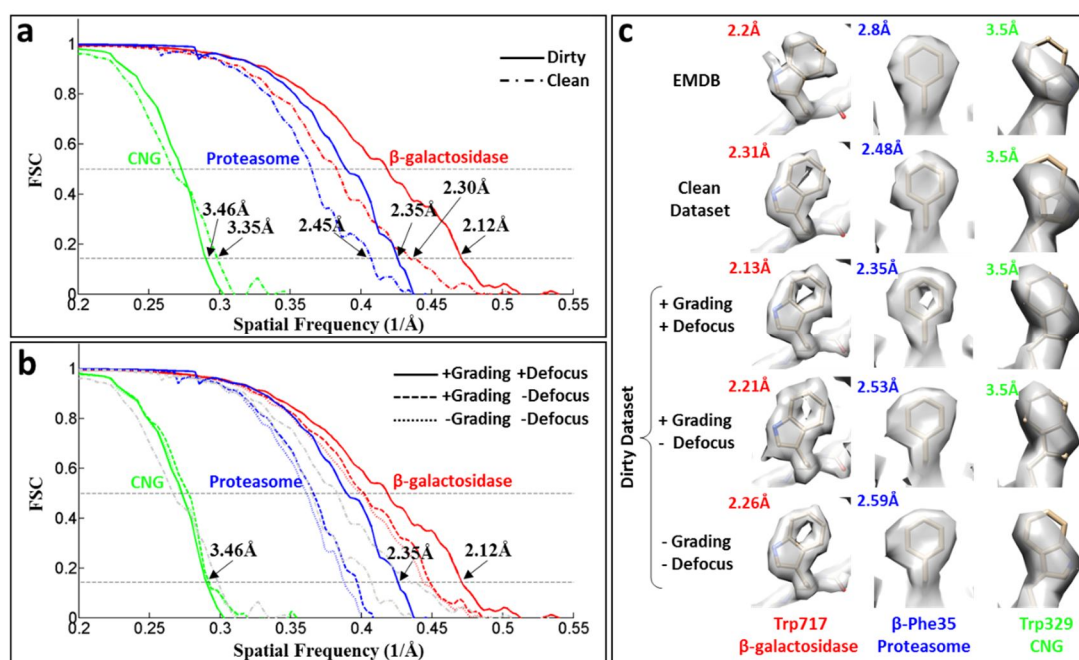 a
1
0.8
0.6
0.4
0.2
0
FSC
Dirty
Clean
CNG
Proteasome
β-galactosidase
3.46Å
3.35Å
2.45Å
2.35Å
2.30Å
2.12Å
0.2 0.25 0.3 0.35 0.4 0.45 0.5 0.55
Spatial Frequency (1/Å)
b
1
0.8
0.6
0.4
0.2
0
FSC
+Grading +Defocus
+Grading -Defocus
-Grading -Defocus
CNG
Proteasome
β-galactosidase
3.46Å
2.35Å
2.12Å
0.2 0.25 0.3 0.35 0.4 0.45 0.5 0.55
Spatial Frequency (1/Å)
c
2.2Å 2.8Å 3.5Å
EMDB
2.31Å 2.48Å 3.5Å
Clean
Dataset
Dirty Dataset
2.13Å 2.35Å 3.5Å
+ Grading
+ Defocus
2.21Å 2.53Å 3.5Å
+ Grading
- Defocus
2.26Å 2.59Å
- Grading
- Defocus
Trp717 β-Phe35 Trp329
β-galactosidase Proteasome CNG